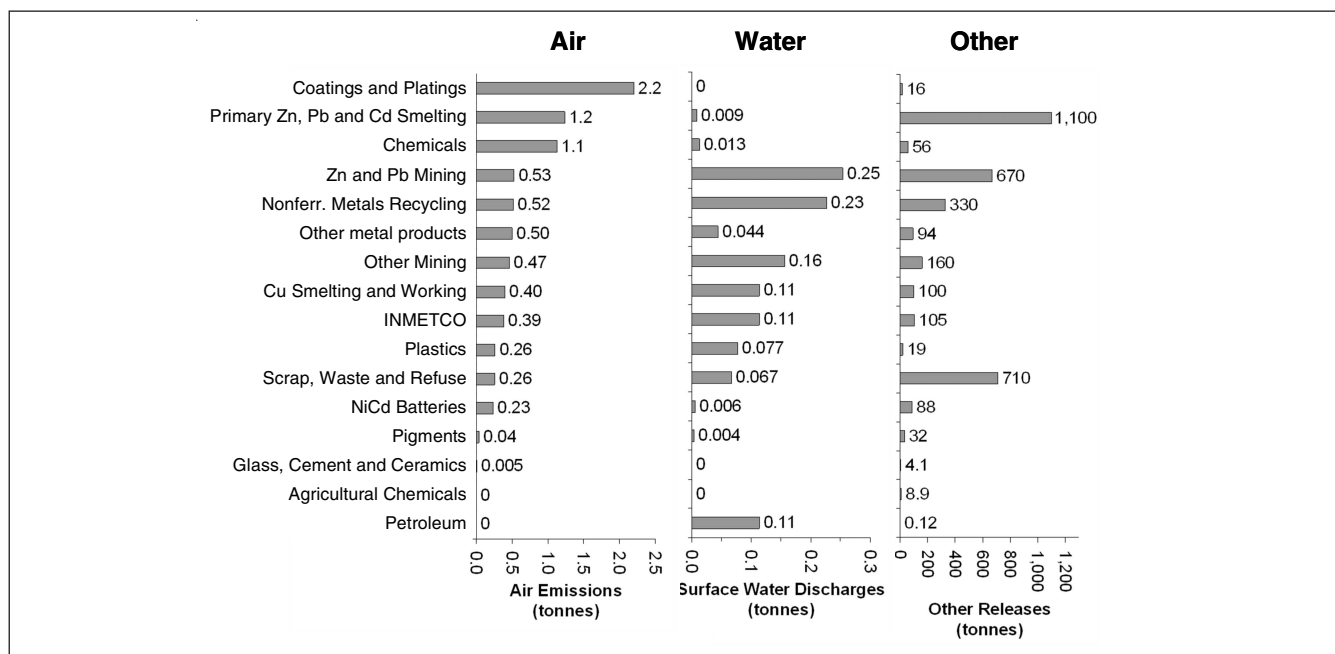 Air Water Other
Coatings and Platings 2.2 0 16
Primary Zn, Pb and Cd Smelting 1.2 0.009 1,100
Chemicals 1.1 0.013 56
Zn and Pb Mining 0.53 0.25 670
Nonferr. Metals Recycling 0.52 0.23 330
Other metal products 0.50 0.044 94
Other Mining 0.47 0.16 160
Cu Smelting and Working 0.40 0.11 100
INMETCO 0.39 0.11 105
Plastics 0.26 0.077 19
Scrap, Waste and Refuse 0.26 0.067 710
NiCd Batteries 0.23 0.006 88
Pigments 0.04 0.004 32
Glass, Cement and Ceramics 0.005 0 4.1
Agricultural Chemicals 0 0 8.9
Petroleum 0 0.11 0.12
0.0 0.5 1.0 1.5 2.0 2.5 0.0 0.1 0.2 0.3 0 200 400 600 800 1,000 1,200
Air Emissions Surface Water Discharges Other Releases
(tonnes) (tonnes) (tonnes)